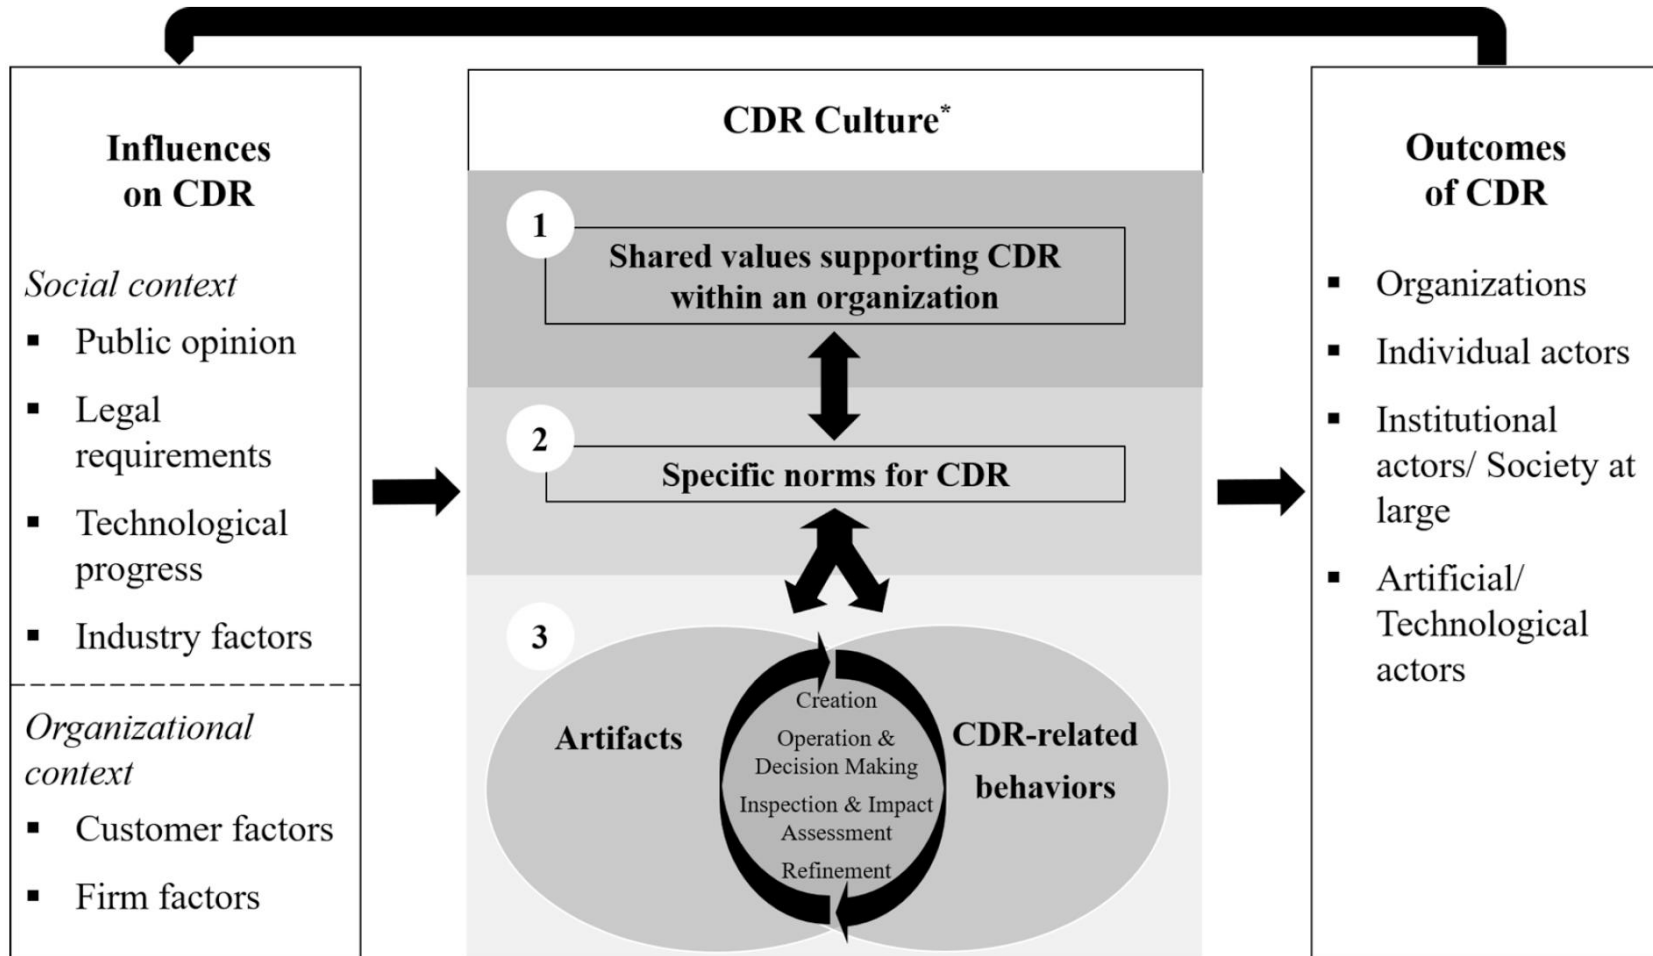 Influences
on CDR
Social context
▪ Public opinion
▪ Legal
requirements
▪ Technological
progress
▪ Industry factors
Organizational
context
▪ Customer factors
▪ Firm factors
CDR Culture*
1
Shared values supporting CDR
within an organization
2
Specific norms for CDR
3
Artifacts
Creation
Operation &
Decision Making
Inspection & Impact
Assessment
Refinement
CDR-related
behaviors
Outcomes
of CDR
▪ Organizations
▪ Individual actors
▪ Institutional
actors/ Society at
large
▪ Artificial/
Technological
actors